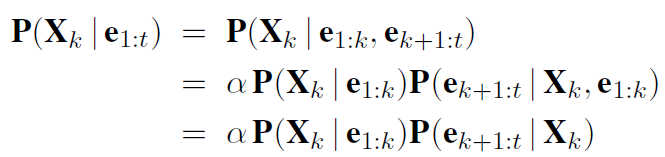 P(X_k | e_{1:t}) = P(X_k | e_{1:k}, e_{k+1:t})
= α P(X_k | e_{1:k})P(e_{k+1:t} | X_k, e_{1:k})
= α P(X_k | e_{1:k})P(e_{k+1:t} | X_k)